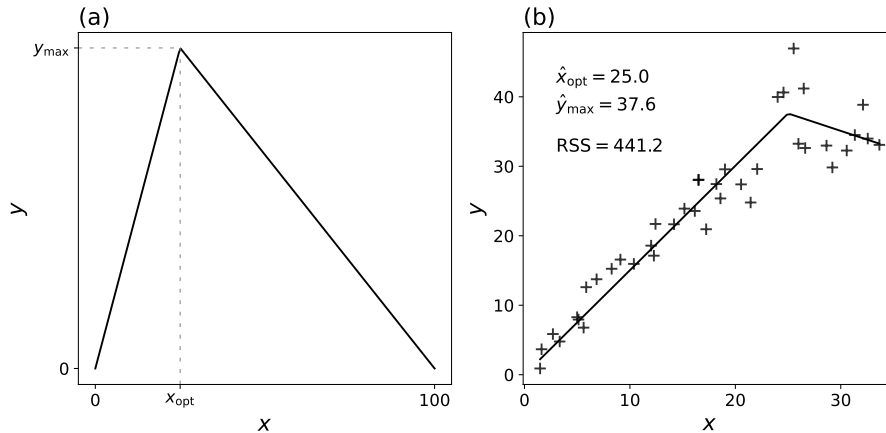 (a)
y_max
0
y
0
x_opt
100
x
(b)
x̂_opt = 25.0
ŷ_max = 37.6
RSS = 441.2
40
30
20
10
0
y
0
10
20
30
x